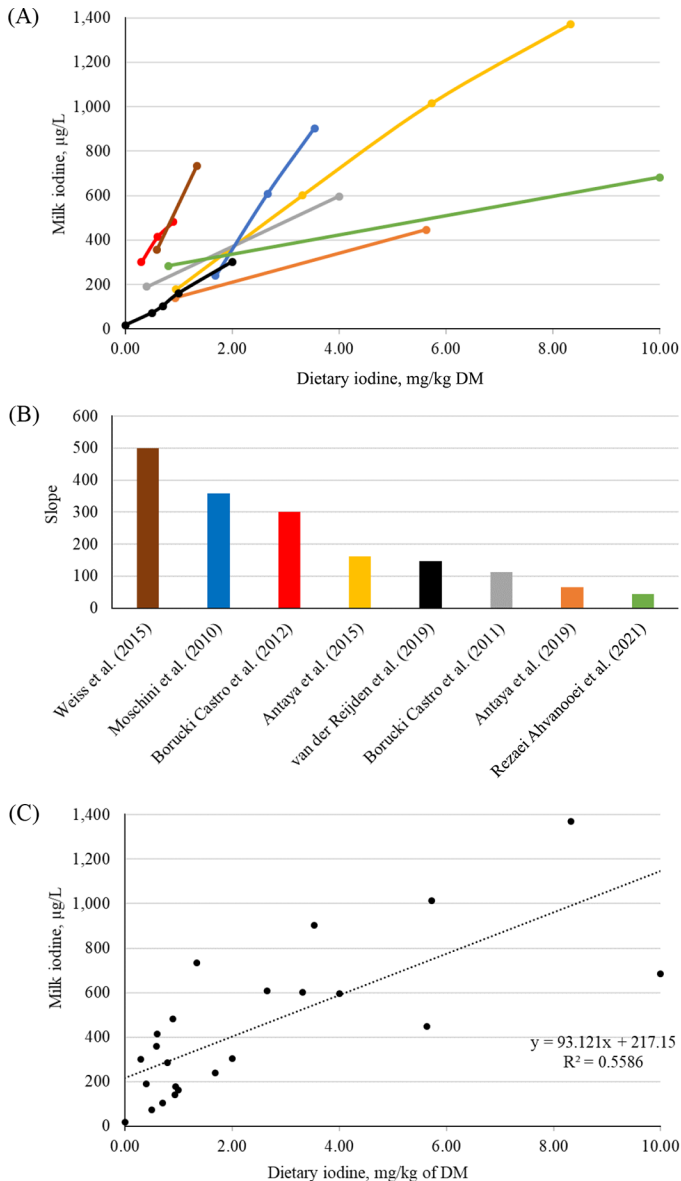 (A)
1,400
1,200
1,000
800
600
400
200
0
Milk iodine, µg/L
0.00 2.00 4.00 6.00 8.00 10.00
Dietary iodine, mg/kg DM
(B)
600
500
400
300
200
100
0
Slope
Weiss et al. (2015)
Moschini et al. (2010)
Borucki Castro et al. (2012)
Antaya et al. (2015)
van der Reijden et al. (2019)
Borucki Castro et al. (2011)
Antaya et al. (2019)
Rezaei Ahvanooei et al. (2021)
(C)
1,400
1,200
1,000
800
600
400
200
0
Milk iodine, µg/L
y = 93.121x + 217.15
R² = 0.5586
0.00 2.00 4.00 6.00 8.00 10.00
Dietary iodine, mg/kg of DM